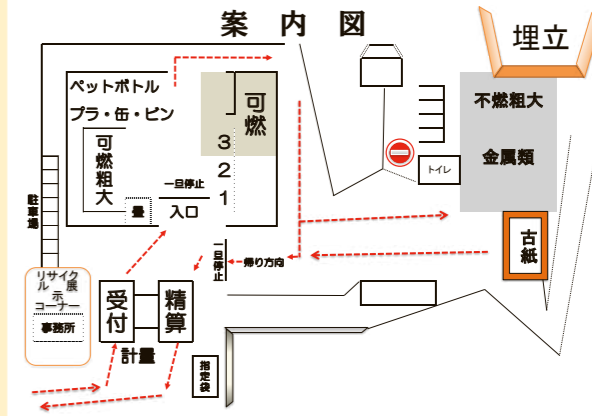 案内図
埋立
ペットボトル
プラ・缶・ビン
可燃
不燃粗大
可燃粗大
3
2
1
金属類
トイレ
一旦停止
畳
入口
駐車場
古紙
一旦停止
帰り方向
リサイク
ル 展
示
コーナー
事務所
受付
精算
計量
指定袋